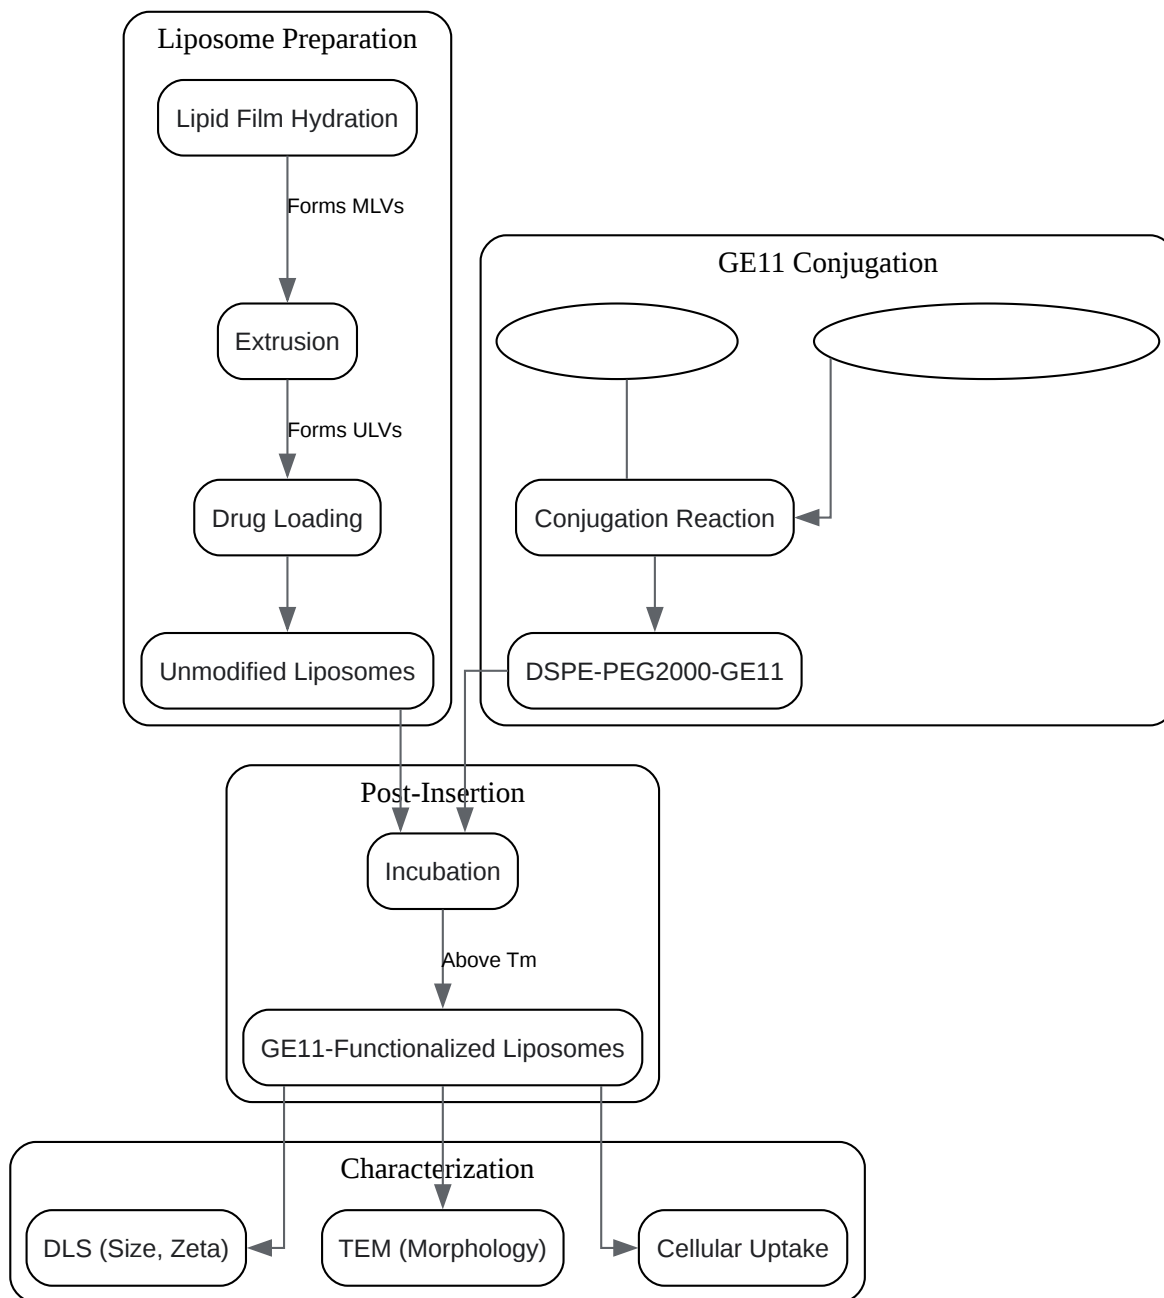 Liposome Preparation
Lipid Film Hydration
Forms MLVs
Extrusion
Forms ULVs
Drug Loading
Unmodified Liposomes
GE11 Conjugation
Conjugation Reaction
DSPE-PEG2000-GE11
Post-Insertion
Incubation
Above Tm
GE11-Functionalized Liposomes
Characterization
DLS (Size, Zeta)
TEM (Morphology)
Cellular Uptake